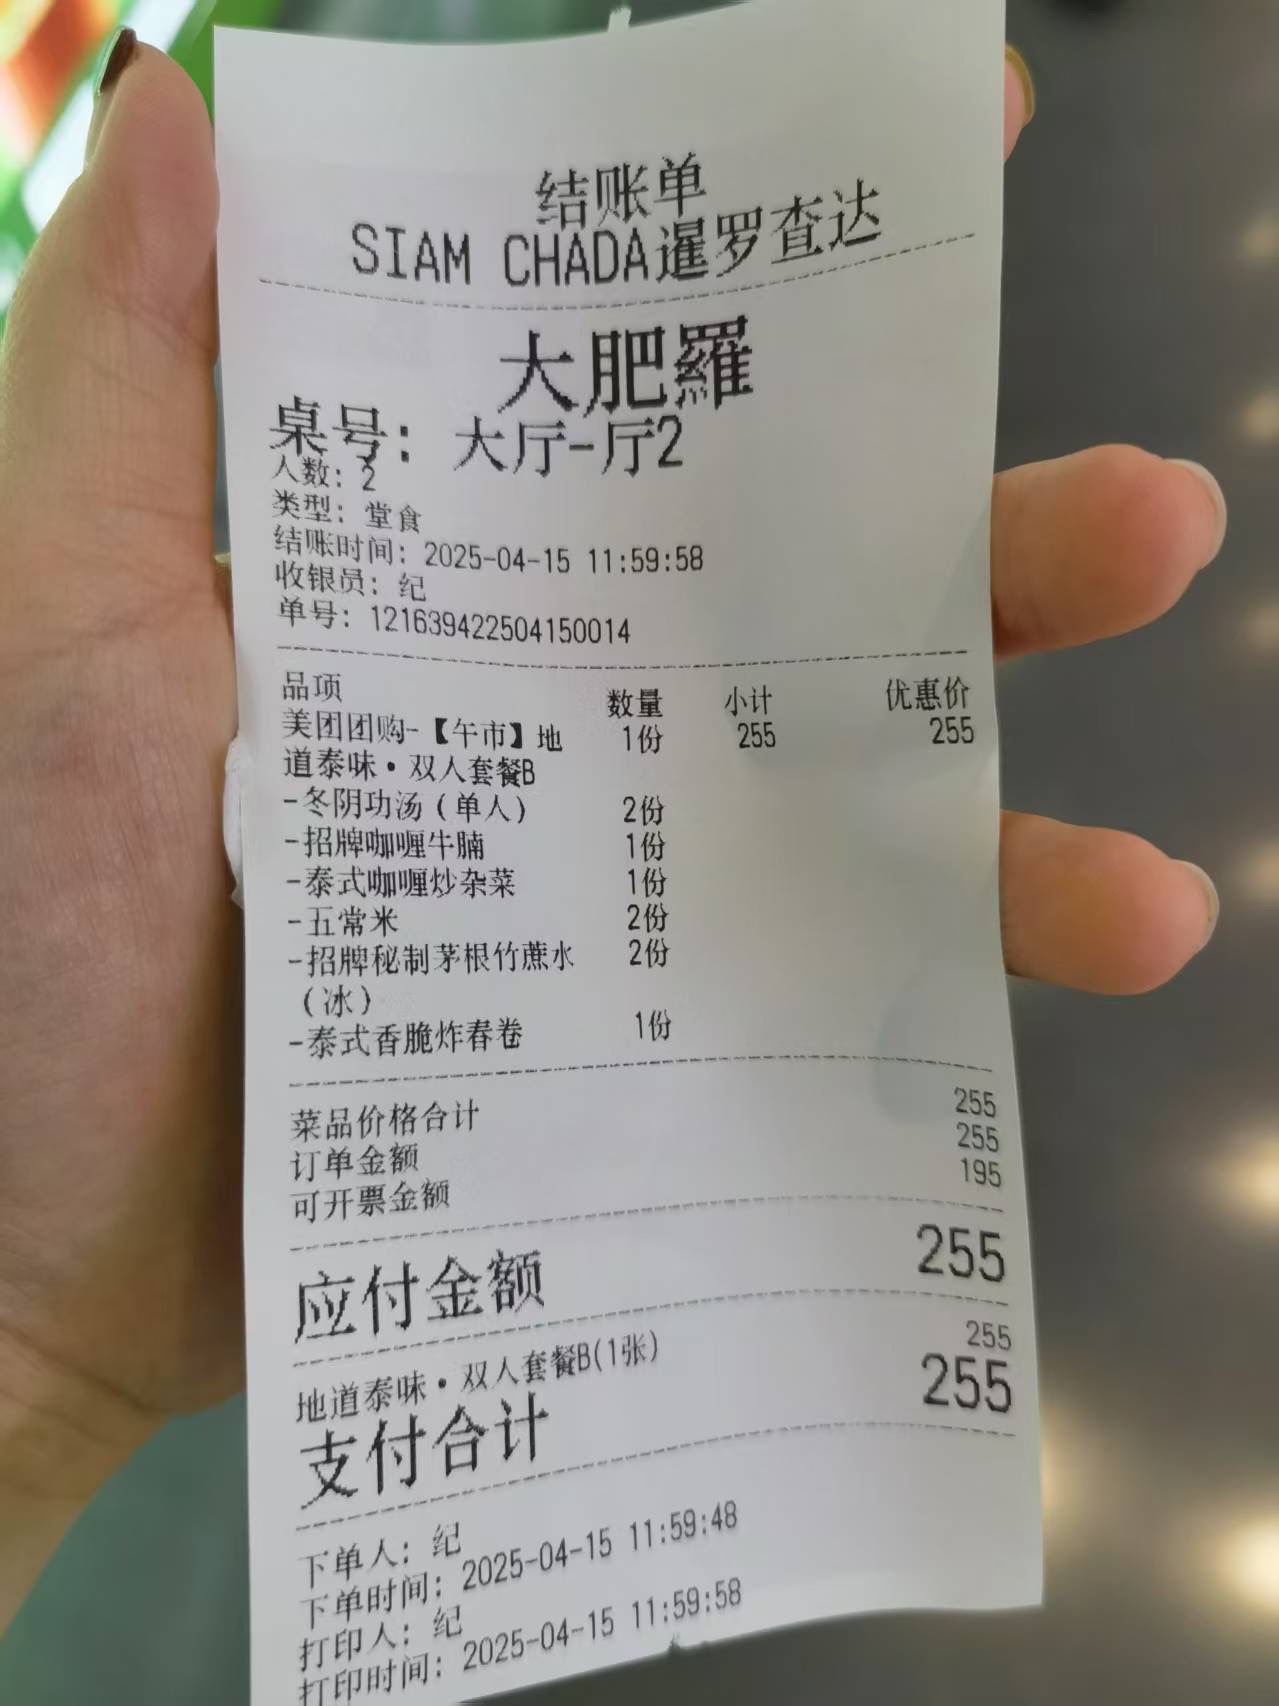 结账单
SIAM CHADA暹罗查达
大肥羅
桌号：大厅-厅2
人数：2
类型：堂食
结账时间：2025-04-15 11:59:58
收银员：纪
单号：121639422504150014
品项 数量 小计 优惠价
美团团购-【午市】地 1份 255 255
道泰味·双人套餐B
-冬阴功汤（单人） 2份
-招牌咖喱牛腩 1份
-泰式咖喱炒杂菜 1份
-五常米 2份
-招牌秘制茅根竹蔗水 2份
（冰）
-泰式香脆炸春卷 1份
菜品价格合计 255
订单金额 255
可开票金额 195
应付金额 255
地道泰味·双人套餐B(1张) 255
支付合计 255
下单人：纪
下单时间：2025-04-15 11:59:48
打印人：纪
打印时间：2025-04-15 11:59:58